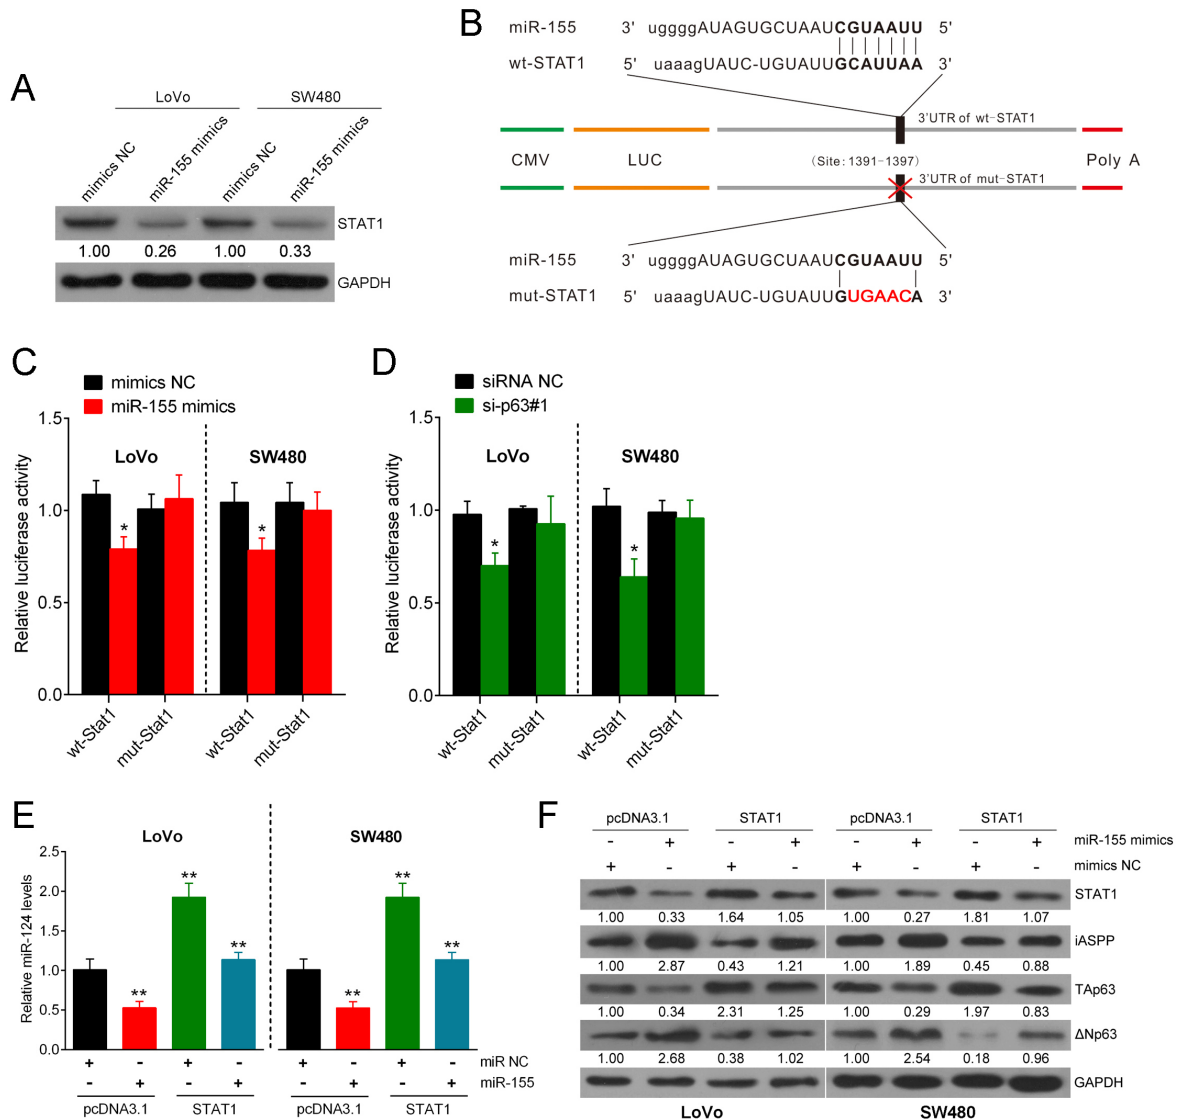 A
LoVo SW480
mimics NC miR-155 mimics mimics NC miR-155 mimics
STAT1
1.00 0.26 1.00 0.33
GAPDH
B
miR-155 3' uggggAUAGUGCUAAUCGUAAUU 5'
wt-STAT1 5' uaaagUAUC-UGUAUUGCAUUAA 3'
3'UTR of wt-STAT1
CMV LUC (Site: 1391-1397) Poly A
3'UTR of mut-STAT1
miR-155 3' uggggAUAGUGCUAAUCGUAAUU 5'
mut-STAT1 5' uaaagUAUC-UGUAUUGUGAACA 3'
C
mimics NC
miR-155 mimics
Relative luciferase activity
1.5
1.0
0.5
0.0
LoVo SW480
* *
wt-Stat1 mut-Stat1 wt-Stat1 mut-Stat1
D
siRNA NC
si-p63#1
Relative luciferase activity
1.5
1.0
0.5
0.0
LoVo SW480
* *
wt-Stat1 mut-Stat1 wt-Stat1 mut-Stat1
E
LoVo SW480
Relative miR-124 levels
2.5
2.0
1.5
1.0
0.5
0.0
** ** ** ** ** **
+ - + - + - + - miR NC
- + - + - + - + miR-155
pcDNA3.1 STAT1 pcDNA3.1 STAT1
F
pcDNA3.1 STAT1 pcDNA3.1 STAT1
- + - + - + - + miR-155 mimics
+ - + - + - + - mimics NC
STAT1
1.00 0.33 1.64 1.05 1.00 0.27 1.81 1.07
iASPP
1.00 2.87 0.43 1.21 1.00 1.89 0.45 0.88
TAp63
1.00 0.34 2.31 1.25 1.00 0.29 1.97 0.83
ΔNp63
1.00 2.68 0.38 1.02 1.00 2.54 0.18 0.96
GAPDH
LoVo SW480